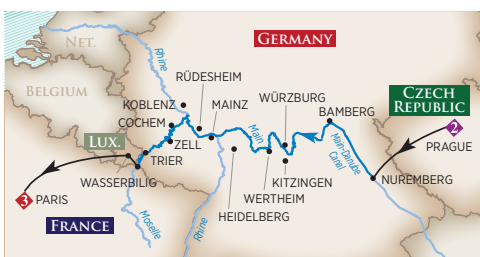 NET.
Rhine
GERMANY
BELGIUM
RÜDESHEIM
KOBLENZ
MAINZ
WÜRZBURG
BAMBERG
CZECH
REPUBLIC
COCHEM
LUX.
ZELL
Main
Main-Danube
Canal
2
PRAGUE
TRIER
WASSERBILIG
KITZINGEN
NUREMBERG
3
PARIS
WERTHEIM
FRANCE
Moselle
Rhine
HEIDELBERG